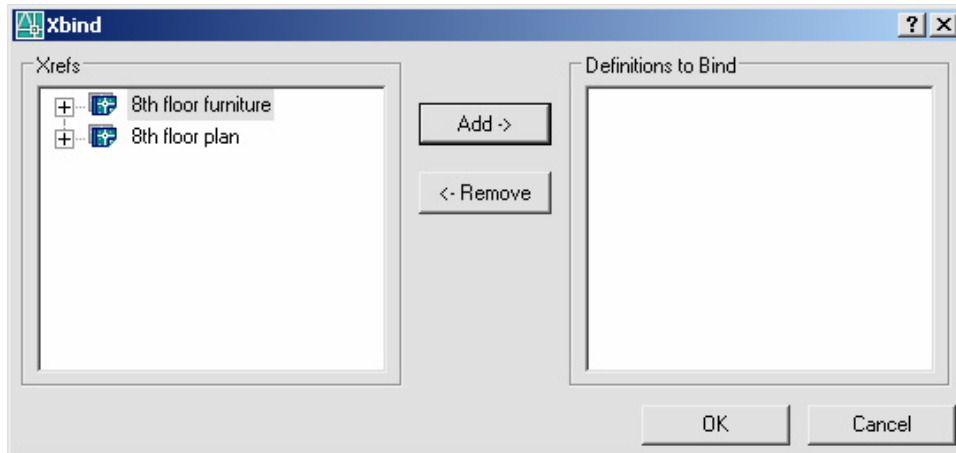 Xbind
Xrefs
8th floor furniture
8th floor plan
Add ->
<- Remove
Definitions to Bind
OK
Cancel